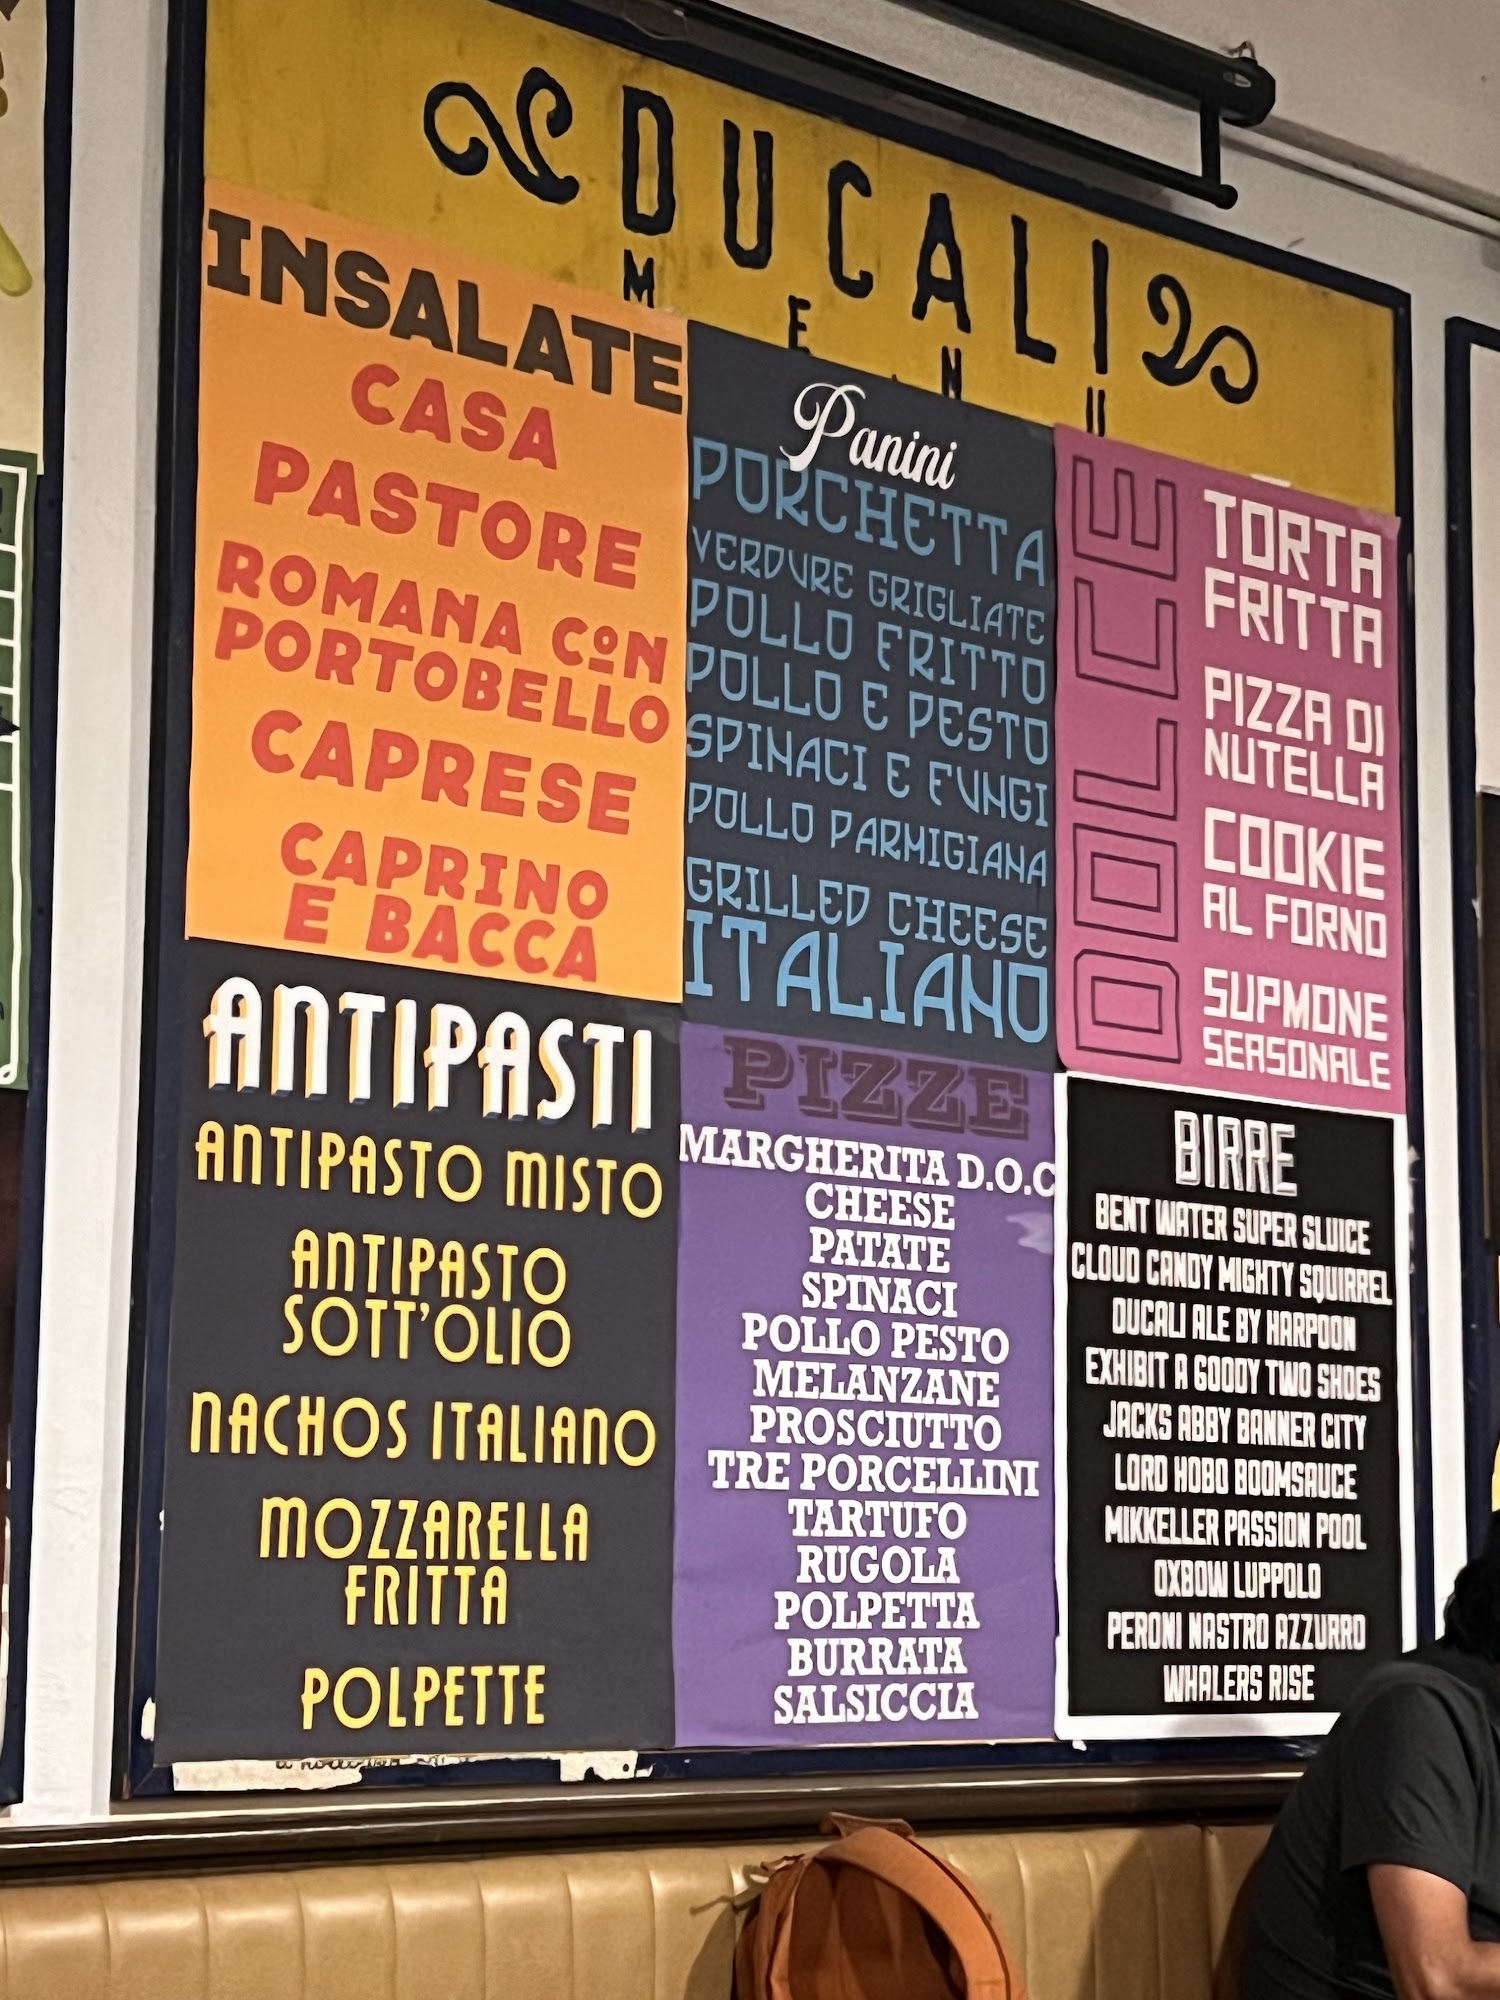 DUCALI
MENU
INSALATE
CASA
PASTORE
ROMANA CON
PORTOBELLO
CAPRESE
CAPRINO
E BACCA
Panini
PORCHETTA
VERDURE GRIGLIATE
POLLO FRITTO
POLLO E PESTO
SPINACI E FUNGI
POLLO PARMIGIANA
GRILLED CHEESE
ITALIANO
DOLCE
TORTA
FRITTA
PIZZA DI
NUTELLA
COOKIE
AL FORNO
SUPMONE
SEASONALE
ANTIPASTI
ANTIPASTO MISTO
ANTIPASTO
SOTT'OLIO
NACHOS ITALIANO
MOZZARELLA
FRITTA
POLPETTE
PIZZE
MARGHERITA D.O.C
CHEESE
PATATE
SPINACI
POLLO PESTO
MELANZANE
PROSCIUTTO
TRE PORCELLINI
TARTUFO
RUGOLA
POLPETTA
BURRATA
SALSICCIA
BIRRE
BENT WATER SUPER SLUICE
CLOUD CANDY MIGHTY SQUIRREL
DUCALI ALE BY HARPOON
EXHIBIT A GOODY TWO SHOES
JACKS ABBY BANNER CITY
LORD HOBO BOOMSAUCE
MIKKELLER PASSION POOL
OXBOW LUPPOLO
PERONI NASTRO AZZURRO
WHALERS RISE